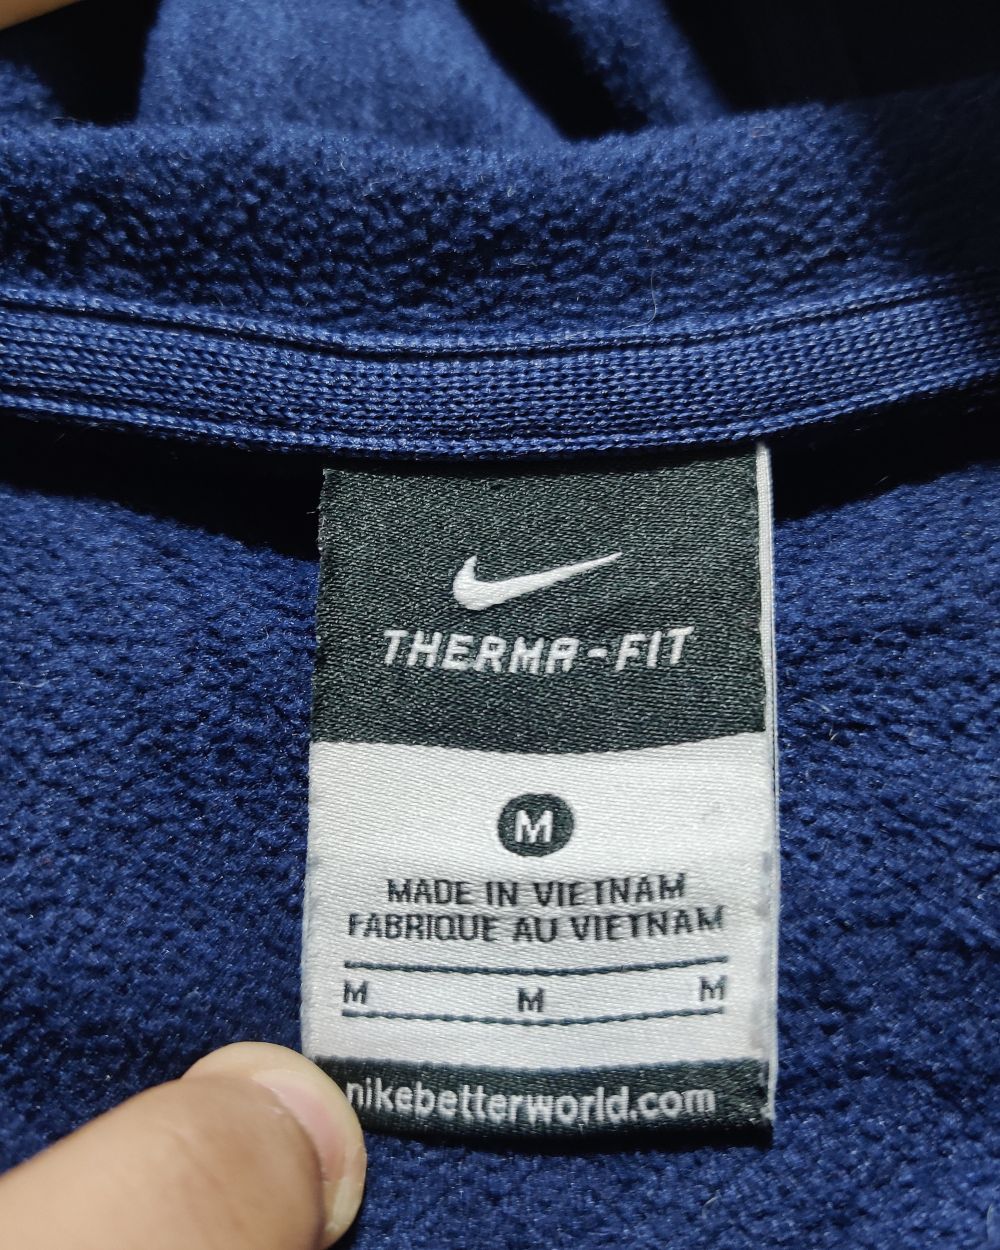 THERMA-FIT
M
MADE IN VIETNAM
FABRIQUE AU VIETNAM
M M M
nikebetterworld.com